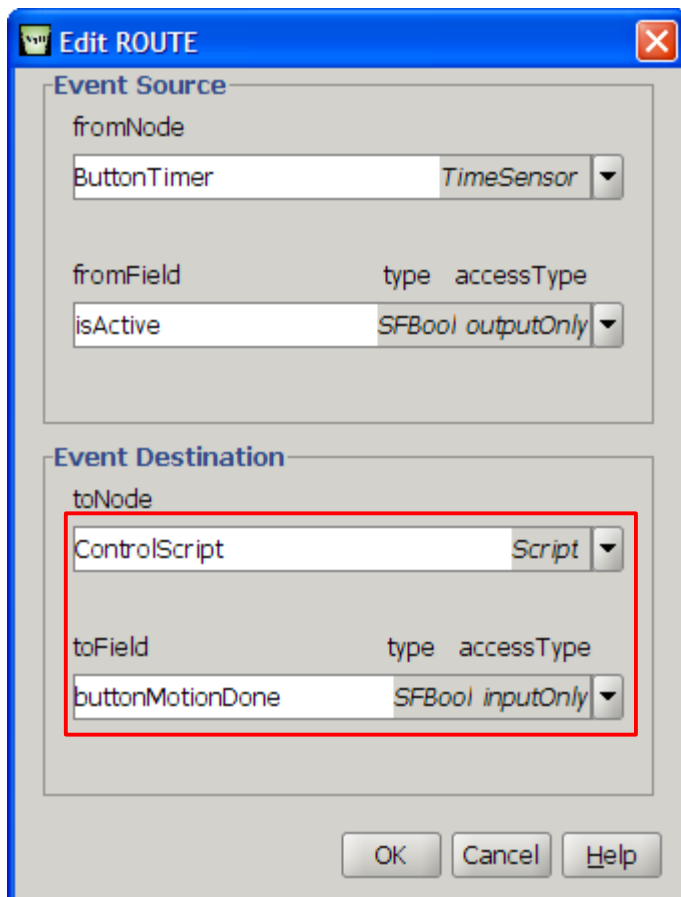 Edit ROUTE
Event Source
fromNode
ButtonTimer TimeSensor
fromField type accessType
isActive SFBool outputOnly
Event Destination
toNode
ControlScript Script
toField type accessType
buttonMotionDone SFBool inputOnly
OK Cancel Help